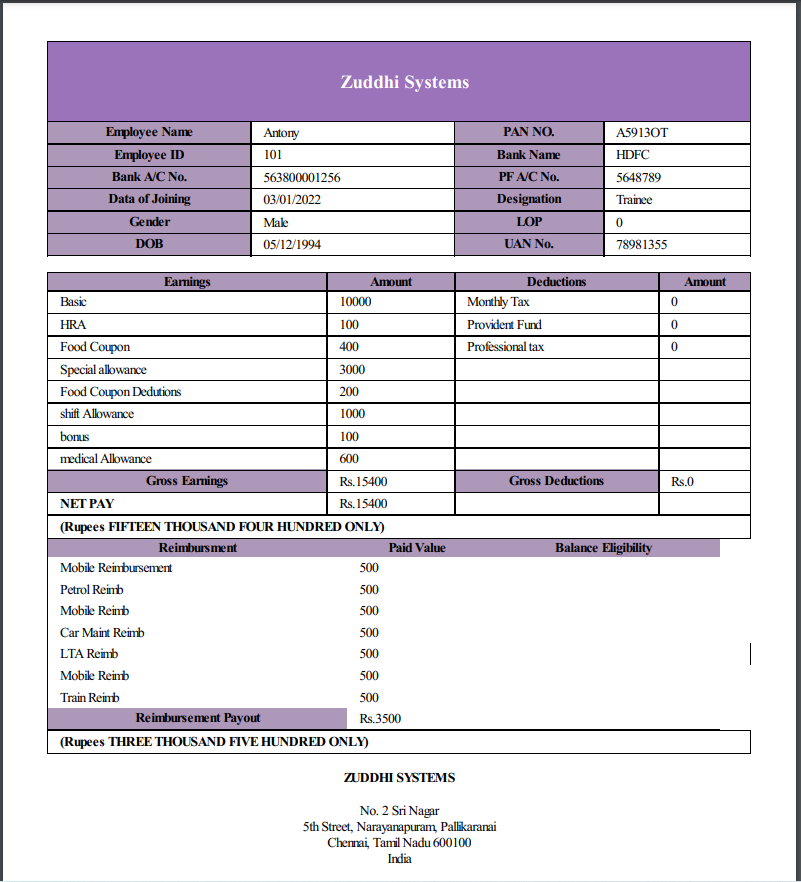 Zuddhi Systems
Employee Name Antony PAN NO. A5913OT
Employee ID 101 Bank Name HDFC
Bank A/C No. 563800001256 PF A/C No. 5648789
Data of Joining 03/01/2022 Designation Trainee
Gender Male LOP 0
DOB 05/12/1994 UAN No. 78981355
Earnings Amount Deductions Amount
Basic 10000 Monthly Tax 0
HRA 100 Provident Fund 0
Food Coupon 400 Professional tax 0
Special allowance 3000
Food Coupon Dedutions 200
shift Allowance 1000
bonus 100
medical Allowance 600
Gross Earnings Rs.15400 Gross Deductions Rs.0
NET PAY Rs.15400
(Rupees FIFTEEN THOUSAND FOUR HUNDRED ONLY)
Reimbursment Paid Value Balance Eligibility
Mobile Reimbursement 500
Petrol Reimb 500
Mobile Reimb 500
Car Maint Reimb 500
LTA Reimb 500
Mobile Reimb 500
Train Reimb 500
Reimbursement Payout Rs.3500
(Rupees THREE THOUSAND FIVE HUNDRED ONLY)
ZUDDHI SYSTEMS
No. 2 Sri Nagar
5th Street, Narayanapuram, Pallikaranai
Chennai, Tamil Nadu 600100
India